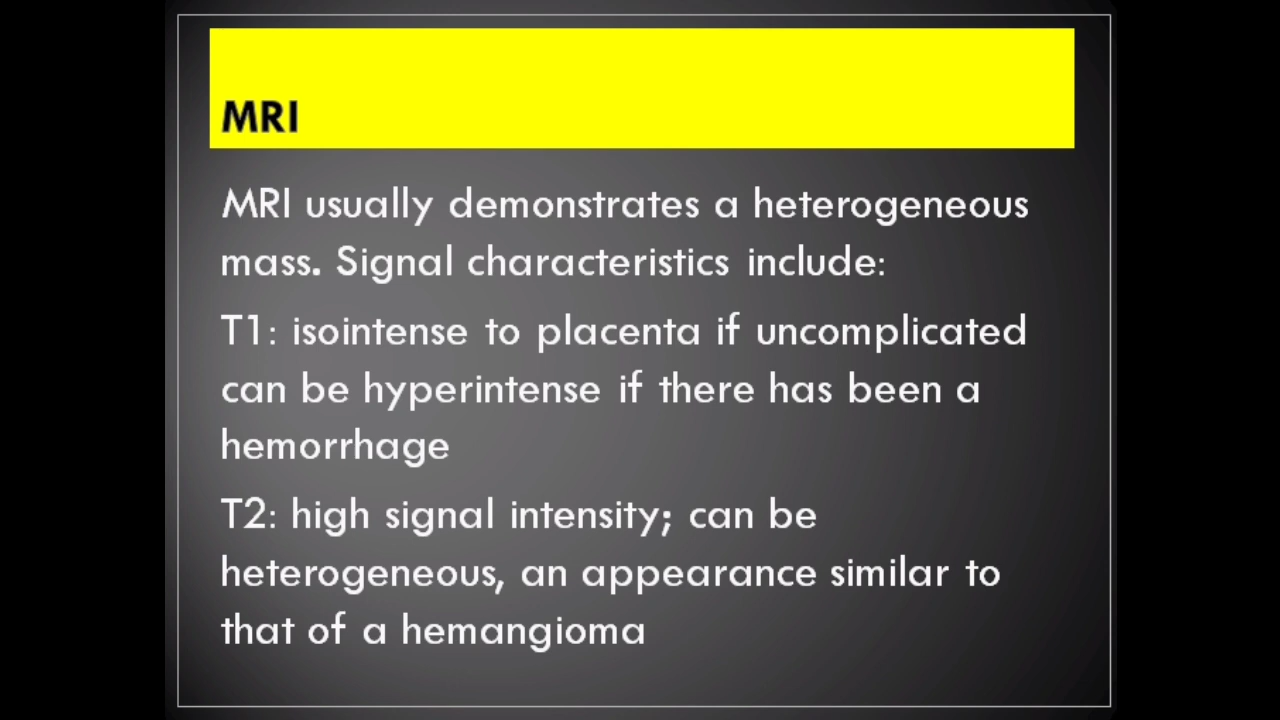 MRI
MRI usually demonstrates a heterogeneous
mass. Signal characteristics include:
T1: isointense to placenta if uncomplicated
can be hyperintense if there has been a
hemorrhage
T2: high signal intensity; can be
heterogeneous, an appearance similar to
that of a hemangioma